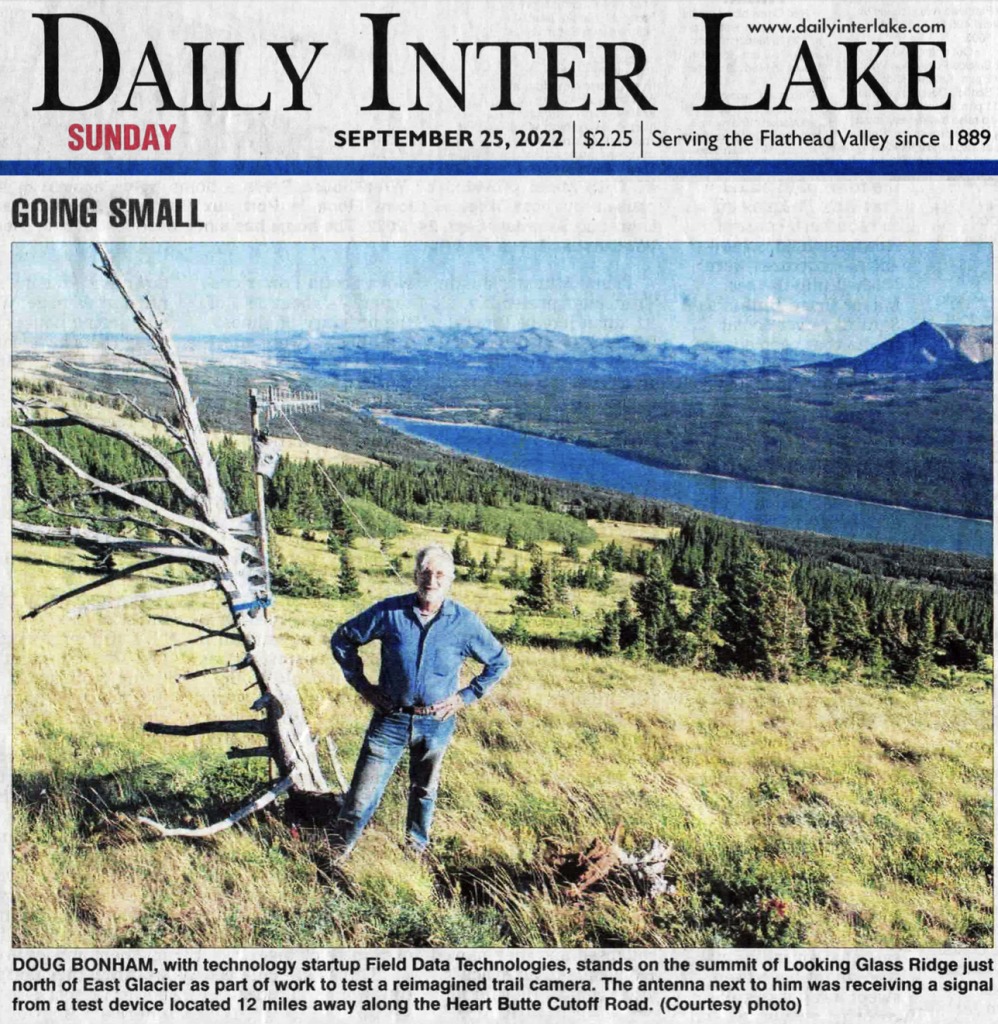 www.dailyinterlake.com
DAILY INTER LAKE
SUNDAY
SEPTEMBER 25, 2022 | $2.25 | Serving the Flathead Valley since 1889
GOING SMALL
DOUG BONHAM, with technology startup Field Data Technologies, stands on the summit of Looking Glass Ridge just
north of East Glacier as part of work to test a reimagined trail camera. The antenna next to him was receiving a signal
from a test device located 12 miles away along the Heart Butte Cutoff Road. (Courtesy photo)